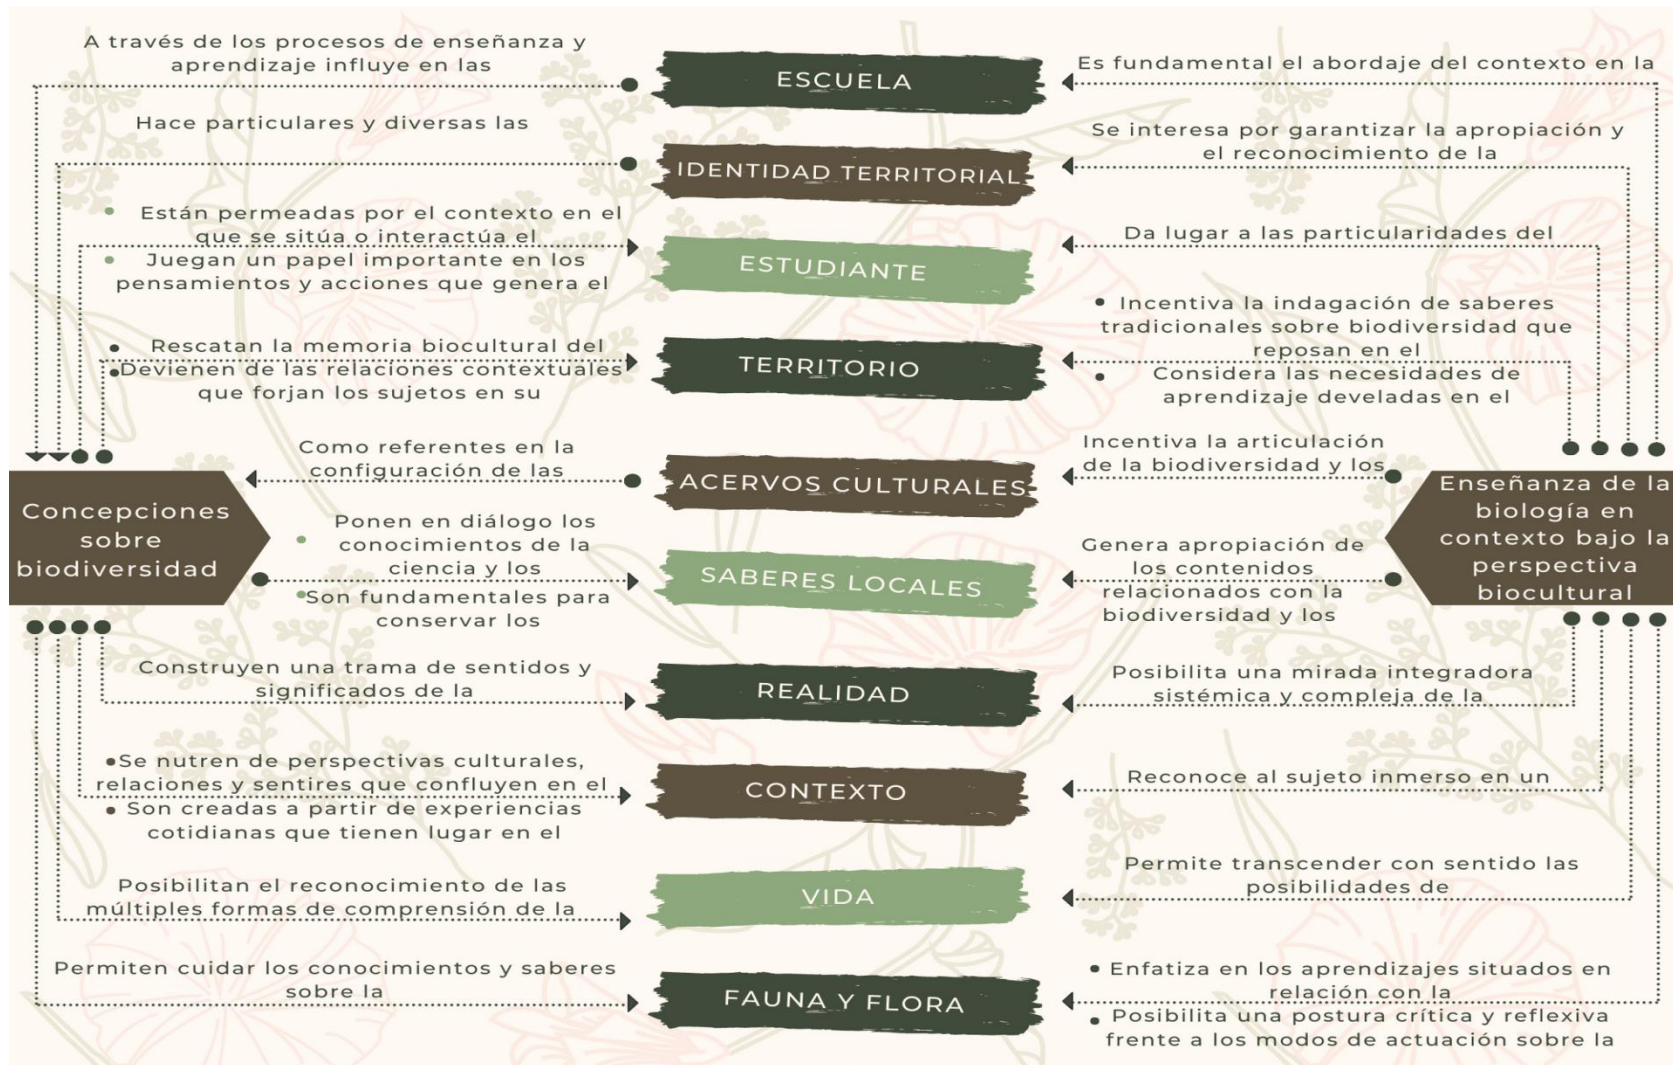 A través de los procesos de enseñanza y
aprendizaje influye en las
ESCUELA
Es fundamental el abordaje del contexto en la
Hace particulares y diversas las
IDENTIDAD TERRITORIAL
Se interesa por garantizar la apropiación y
el reconocimiento de la
• Están permeadas por el contexto en el
que se sitúa o interactúa el
• Juegan un papel importante en los
pensamientos y acciones que genera el
ESTUDIANTE
Da lugar a las particularidades del
• Rescatan la memoria biocultural del
• Devienen de las relaciones contextuales
que forjan los sujetos en su
TERRITORIO
• Incentiva la indagación de saberes
tradicionales sobre biodiversidad que
reposan en el
• Considera las necesidades de
aprendizaje develadas en el
Como referentes en la
configuración de las
ACERVOS CULTURALES
Incentiva la articulación
de la biodiversidad y los
Concepciones
sobre
biodiversidad
Enseñanza de la
biología en
contexto bajo la
perspectiva
biocultural
• Ponen en diálogo los
conocimientos de la
ciencia y los
• Son fundamentales para
conservar los
SABERES LOCALES
Genera apropiación de
los contenidos
relacionados con la
biodiversidad y los
Construyen una trama de sentidos y
significados de la
REALIDAD
Posibilita una mirada integradora
sistémica y compleja de la
• Se nutren de perspectivas culturales,
relaciones y sentires que confluyen en el
• Son creadas a partir de experiencias
cotidianas que tienen lugar en el
CONTEXTO
Reconoce al sujeto inmerso en un
Posibilitan el reconocimiento de las
múltiples formas de comprensión de la
VIDA
Permite transcender con sentido las
posibilidades de
Permiten cuidar los conocimientos y saberes
sobre la
FAUNA Y FLORA
• Enfatiza en los aprendizajes situados en
relación con la
• Posibilita una postura crítica y reflexiva
frente a los modos de actuación sobre la